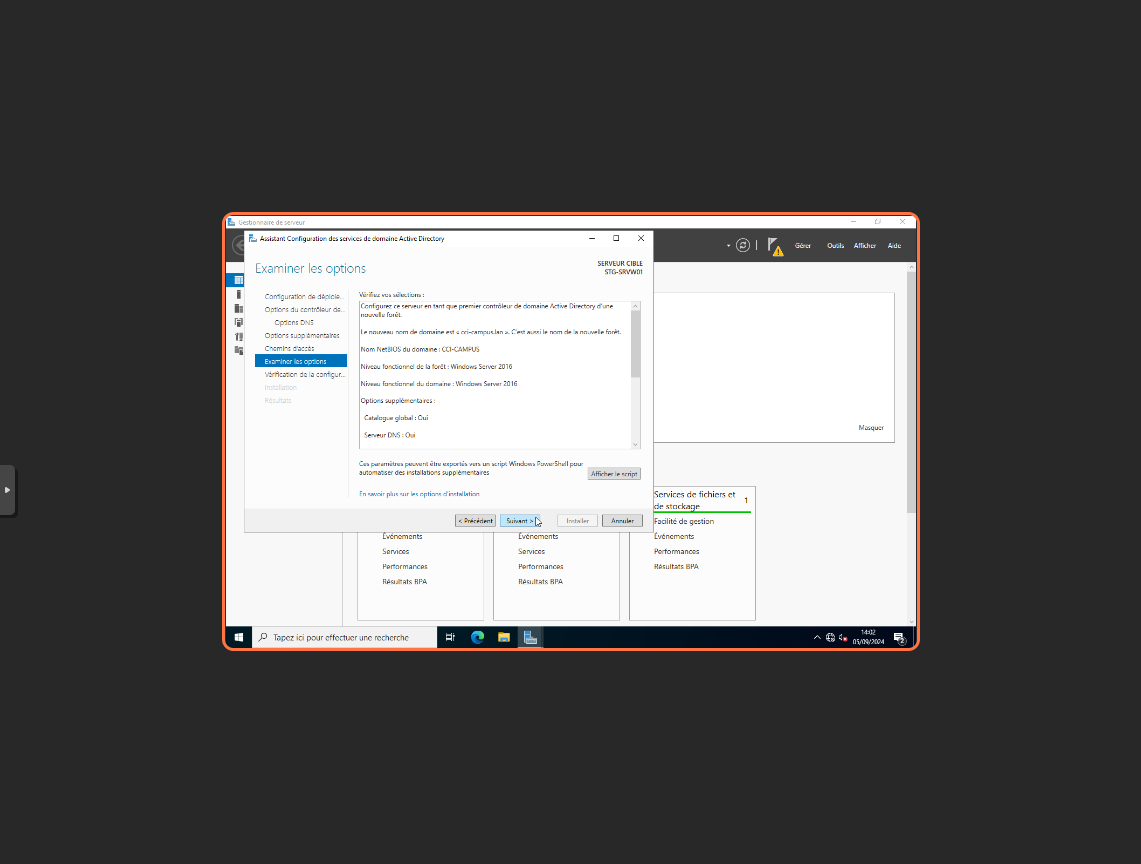 Gestionnaire de serveur
Assistant Configuration des services de domaine Active Directory
Gérer
Outils
Afficher
Aide
Examiner les options
SERVEUR CIBLE
STG-SRVW01
Configuration de déploie...
Options du contrôleur de...
Options DNS
Options supplémentaires
Chemins d'accès
Examiner les options
Vérification de la configur...
Installation
Résultats
Vérifiez vos sélections :
Configurez ce serveur en tant que premier contrôleur de domaine Active Directory d'une
nouvelle forêt.
Le nouveau nom de domaine est « cci-campus.lan ». C'est aussi le nom de la nouvelle forêt.
Nom NetBIOS du domaine : CCI-CAMPUS
Niveau fonctionnel de la forêt : Windows Server 2016
Niveau fonctionnel du domaine : Windows Server 2016
Options supplémentaires :
Catalogue global : Oui
Serveur DNS : Oui
Ces paramètres peuvent être exportés vers un script Windows PowerShell pour
automatiser des installations supplémentaires
Afficher le script
En savoir plus sur les options d'installation
< Précédent
Suivant >
Installer
Annuler
Masquer
Services de fichiers et
de stockage
1
Facilité de gestion
Événements
Services
Performances
Résultats BPA
Événements
Services
Performances
Résultats BPA
Événements
Performances
Résultats BPA
Tapez ici pour effectuer une recherche
14:02
05/09/2024
2